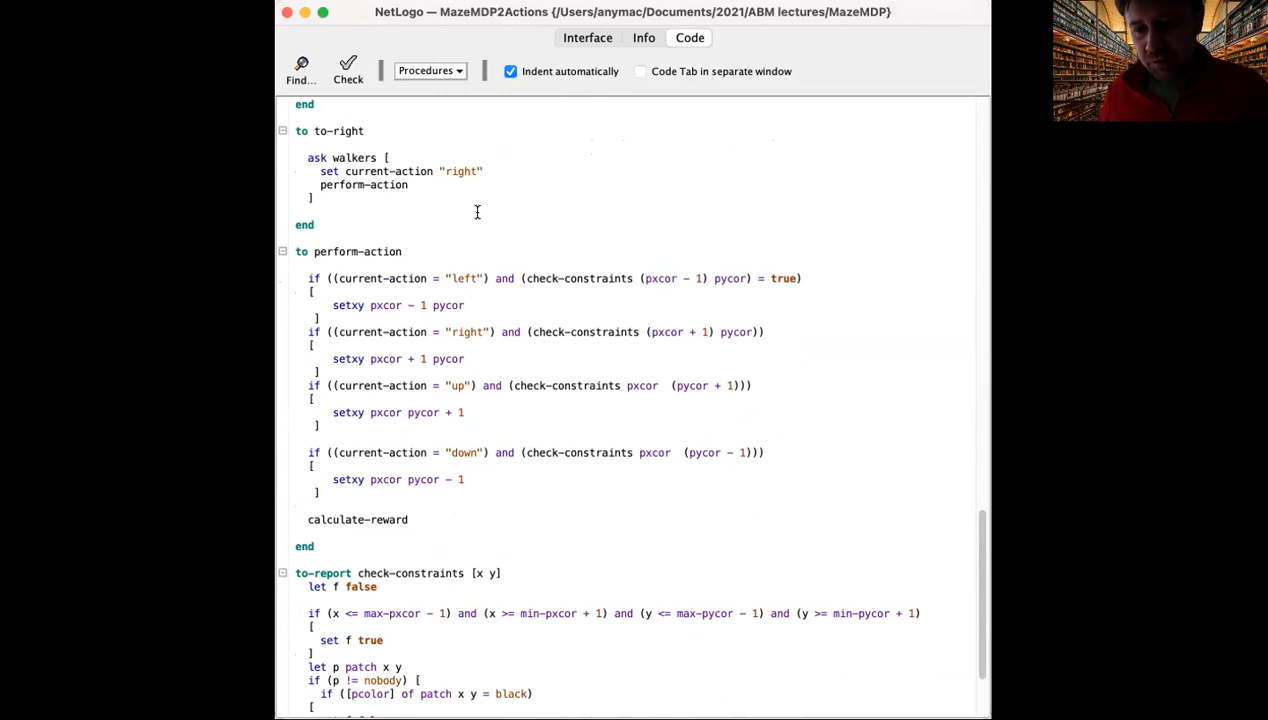 NetLogo — MazeMDP2Actions {/Users/anymac/Documents/2021/ABM lectures/MazeMDP}
Interface Info Code
Find... Check Procedures Indent automatically Code Tab in separate window
end
to to-right
ask walkers [
set current-action "right"
perform-action
]
end
to perform-action
if ((current-action = "left") and (check-constraints (pxcor - 1) pycor) = true)
[
setxy pxcor - 1 pycor
]
if ((current-action = "right") and (check-constraints (pxcor + 1) pycor))
[
setxy pxcor + 1 pycor
]
if ((current-action = "up") and (check-constraints pxcor  (pycor + 1)))
[
setxy pxcor pycor + 1
]
if ((current-action = "down") and (check-constraints pxcor  (pycor - 1)))
[
setxy pxcor pycor - 1
]
calculate-reward
end
to-report check-constraints [x y]
let f false
if (x <= max-pxcor - 1) and (x >= min-pxcor + 1) and (y <= max-pycor - 1) and (y >= min-pycor + 1)
[
set f true
]
let p patch x y
if (p != nobody) [
if ([pcolor] of patch x y = black)
[